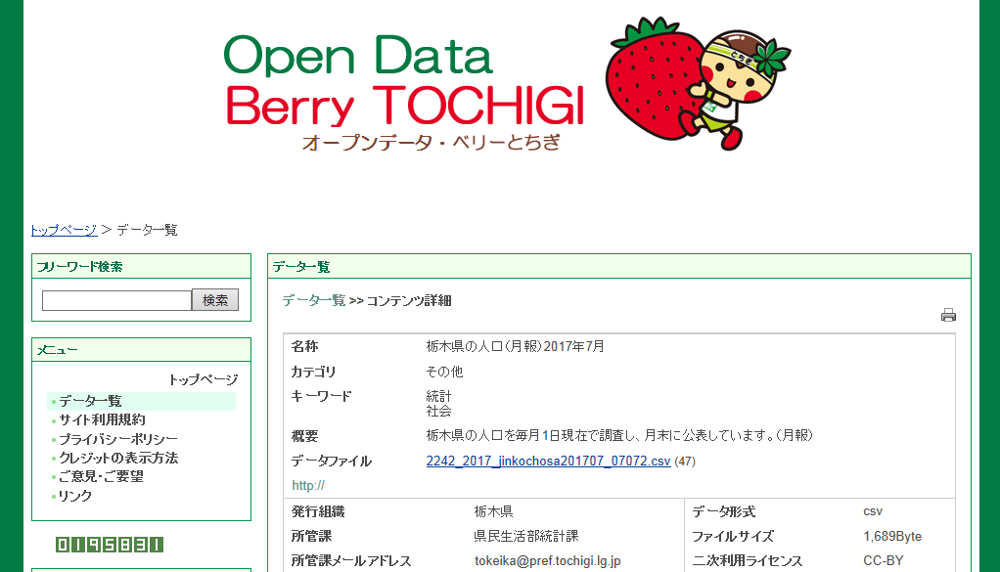 Open Data
Berry TOCHIGI
オープンデータ・ベリーとちぎ
とちぎ
トップページ > データ一覧
フリーワード検索
検索
メニュー
トップページ
データ一覧
サイト利用規約
プライバシーポリシー
クレジットの表示方法
ご意見・ご要望
リンク
0195831
データ一覧
データ一覧 >> コンテンツ詳細
名称 栃木県の人口（月報）2017年7月
カテゴリ その他
キーワード 統計
社会
概要 栃木県の人口を毎月1日現在で調査し、月末に公表しています。（月報）
データファイル 2242_2017_jinkochosa201707_07072.csv (47)
http://
発行組織 栃木県 データ形式 csv
所管課 県民生活部統計課 ファイルサイズ 1,689Byte
所管課メールアドレス tokeika@pref.tochigi.lg.jp 二次利用ライセンス CC-BY